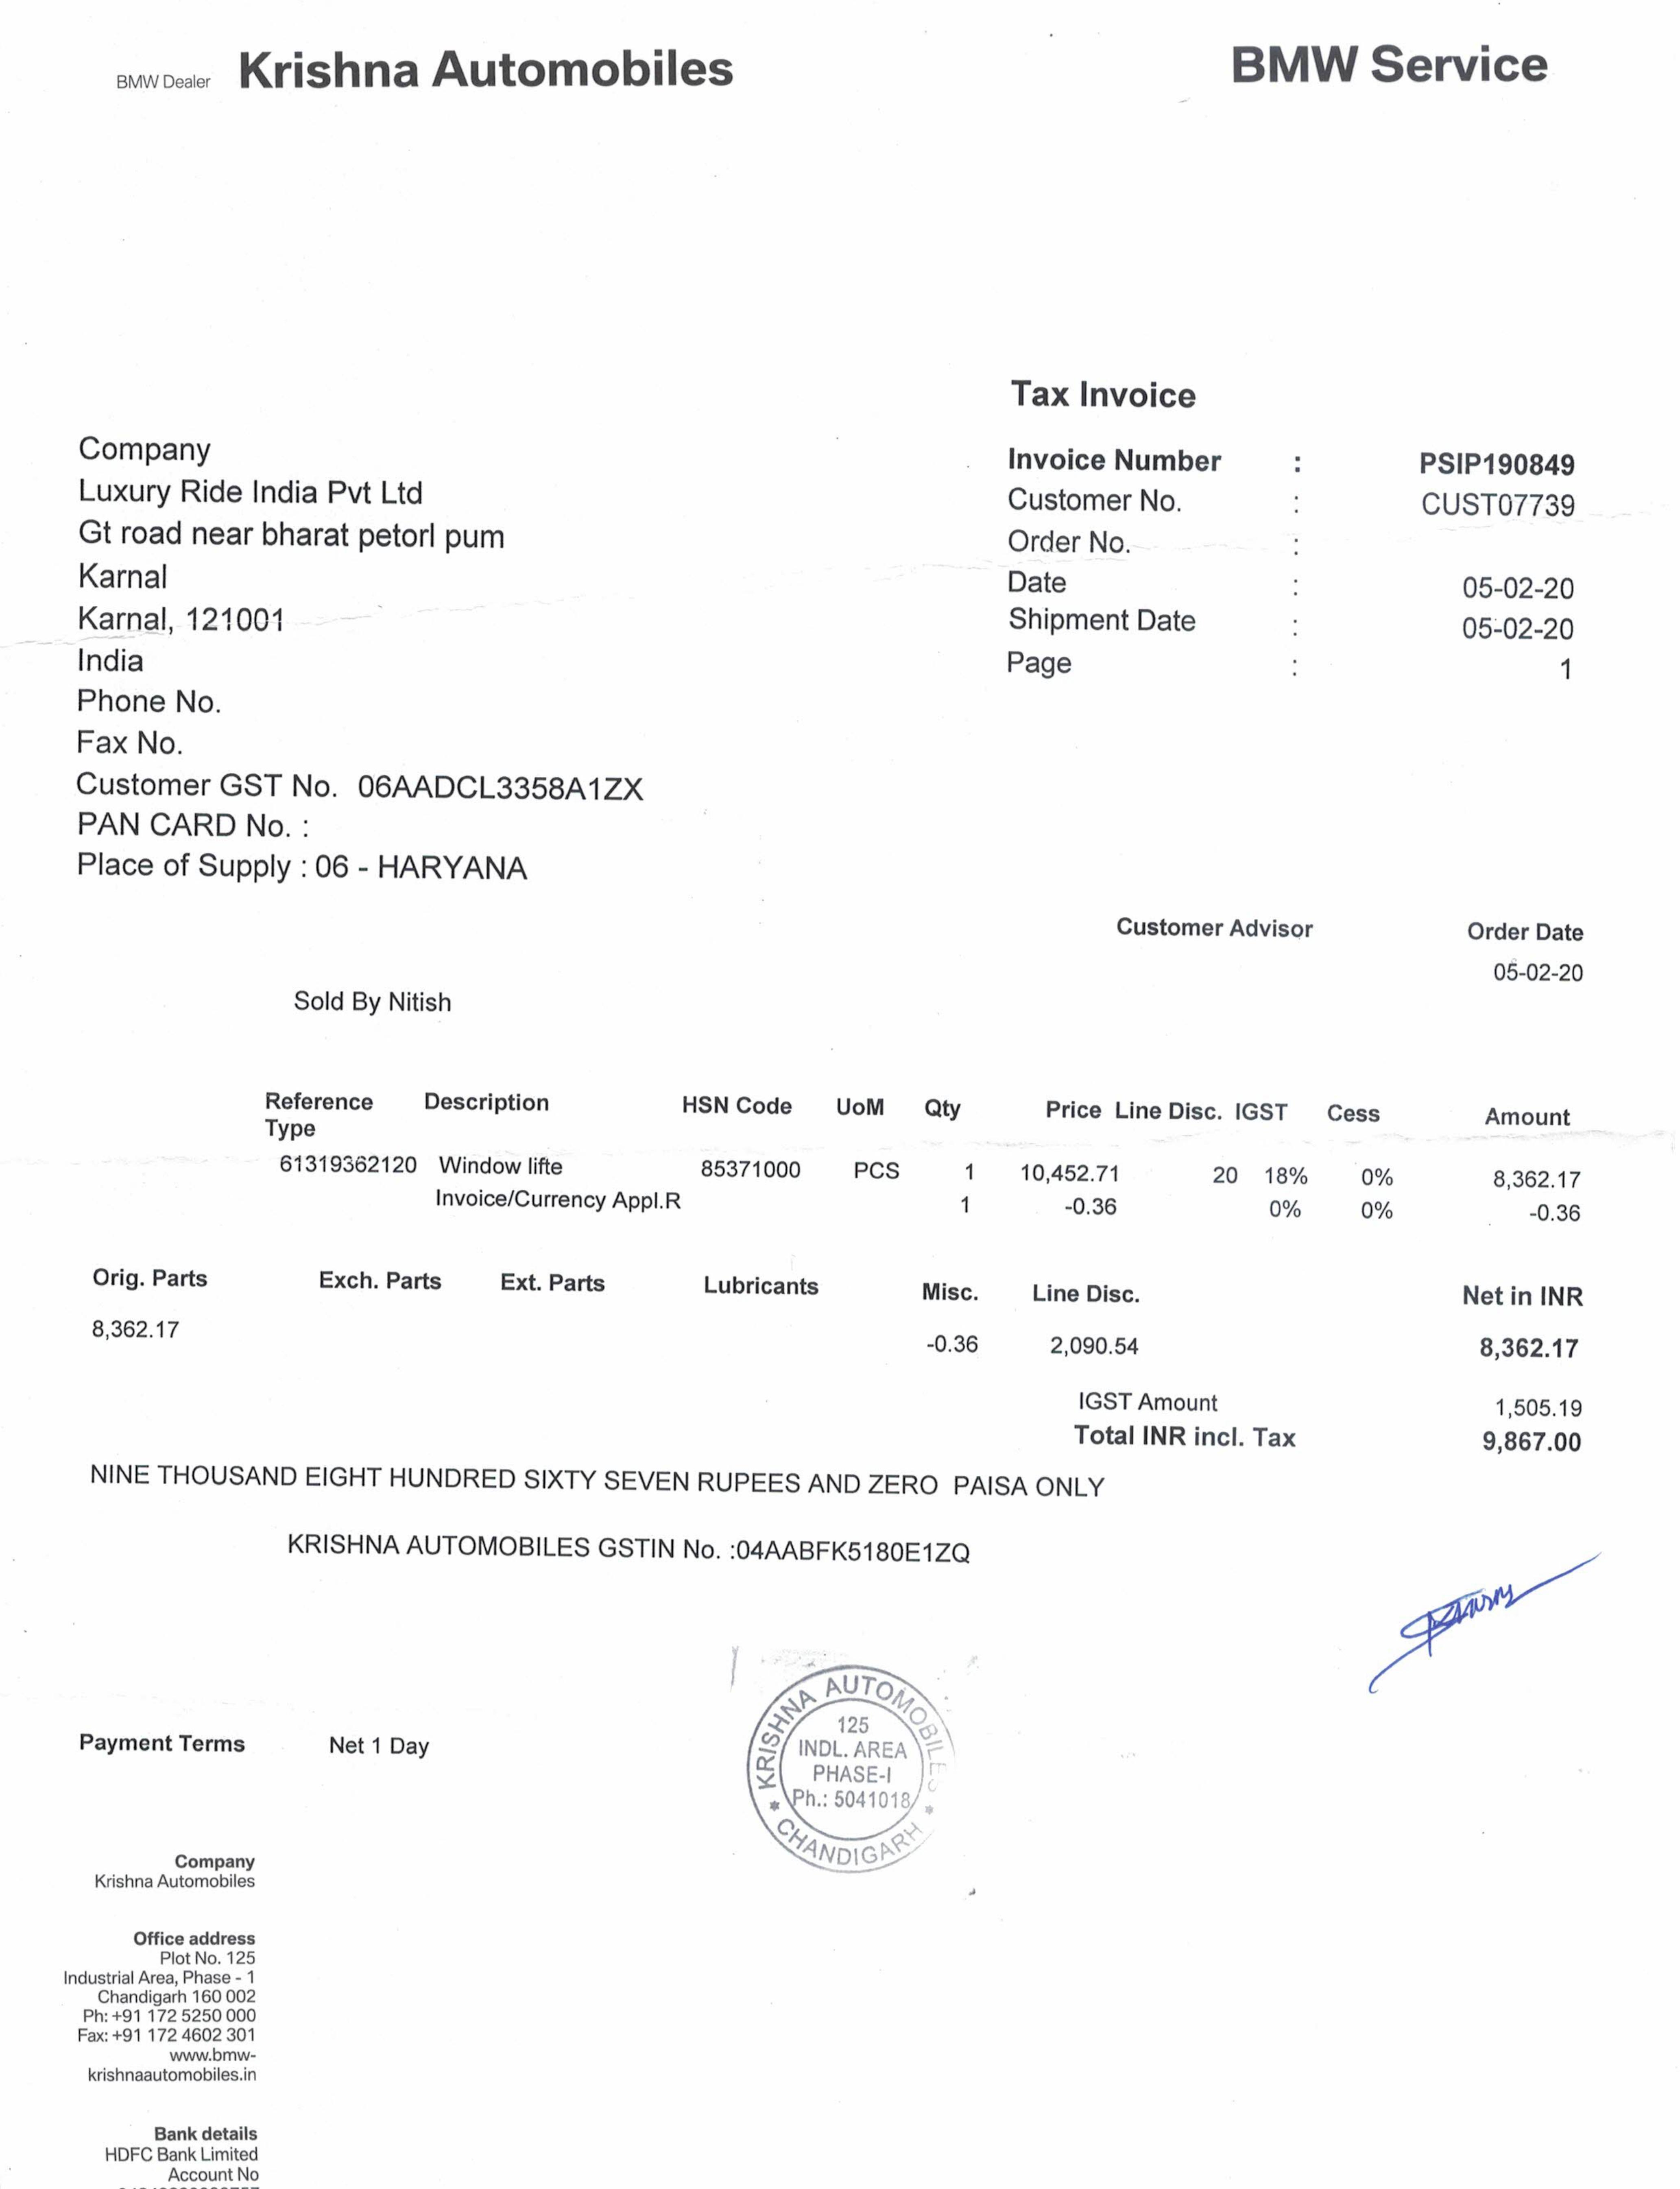 BMW Dealer Krishna Automobiles BMW Service
Tax Invoice
Company
Luxury Ride India Pvt Ltd
Gt road near bharat petorl pum
Karnal
Karnal, 121001
India
Phone No.
Fax No.
Customer GST No. 06AADCL3358A1ZX
PAN CARD No. :
Place of Supply : 06 - HARYANA
Invoice Number : PSIP190849
Customer No. : CUST07739
Order No. :
Date : 05-02-20
Shipment Date : 05-02-20
Page : 1
Customer Advisor Order Date
05-02-20
Sold By Nitish
Reference Description HSN Code UoM Qty Price Line Disc. IGST Cess Amount
Type
61319362120 Window lifte 85371000 PCS 1 10,452.71 20 18% 0% 8,362.17
Invoice/Currency Appl.R 1 -0.36 0% 0% -0.36
Orig. Parts Exch. Parts Ext. Parts Lubricants Misc. Line Disc. Net in INR
8,362.17 -0.36 2,090.54 8,362.17
IGST Amount 1,505.19
Total INR incl. Tax 9,867.00
NINE THOUSAND EIGHT HUNDRED SIXTY SEVEN RUPEES AND ZERO PAISA ONLY
KRISHNA AUTOMOBILES GSTIN No. :04AABFK5180E1ZQ
KRISHNA AUTOMOBILES
125
INDL. AREA
PHASE-I
Ph.: 5041018
* CHANDIGARH *
Payment Terms Net 1 Day
Company
Krishna Automobiles
Office address
Plot No. 125
Industrial Area, Phase - 1
Chandigarh 160 002
Ph: +91 172 5250 000
Fax: +91 172 4602 301
www.bmw-
krishnaautomobiles.in
Bank details
HDFC Bank Limited
Account No